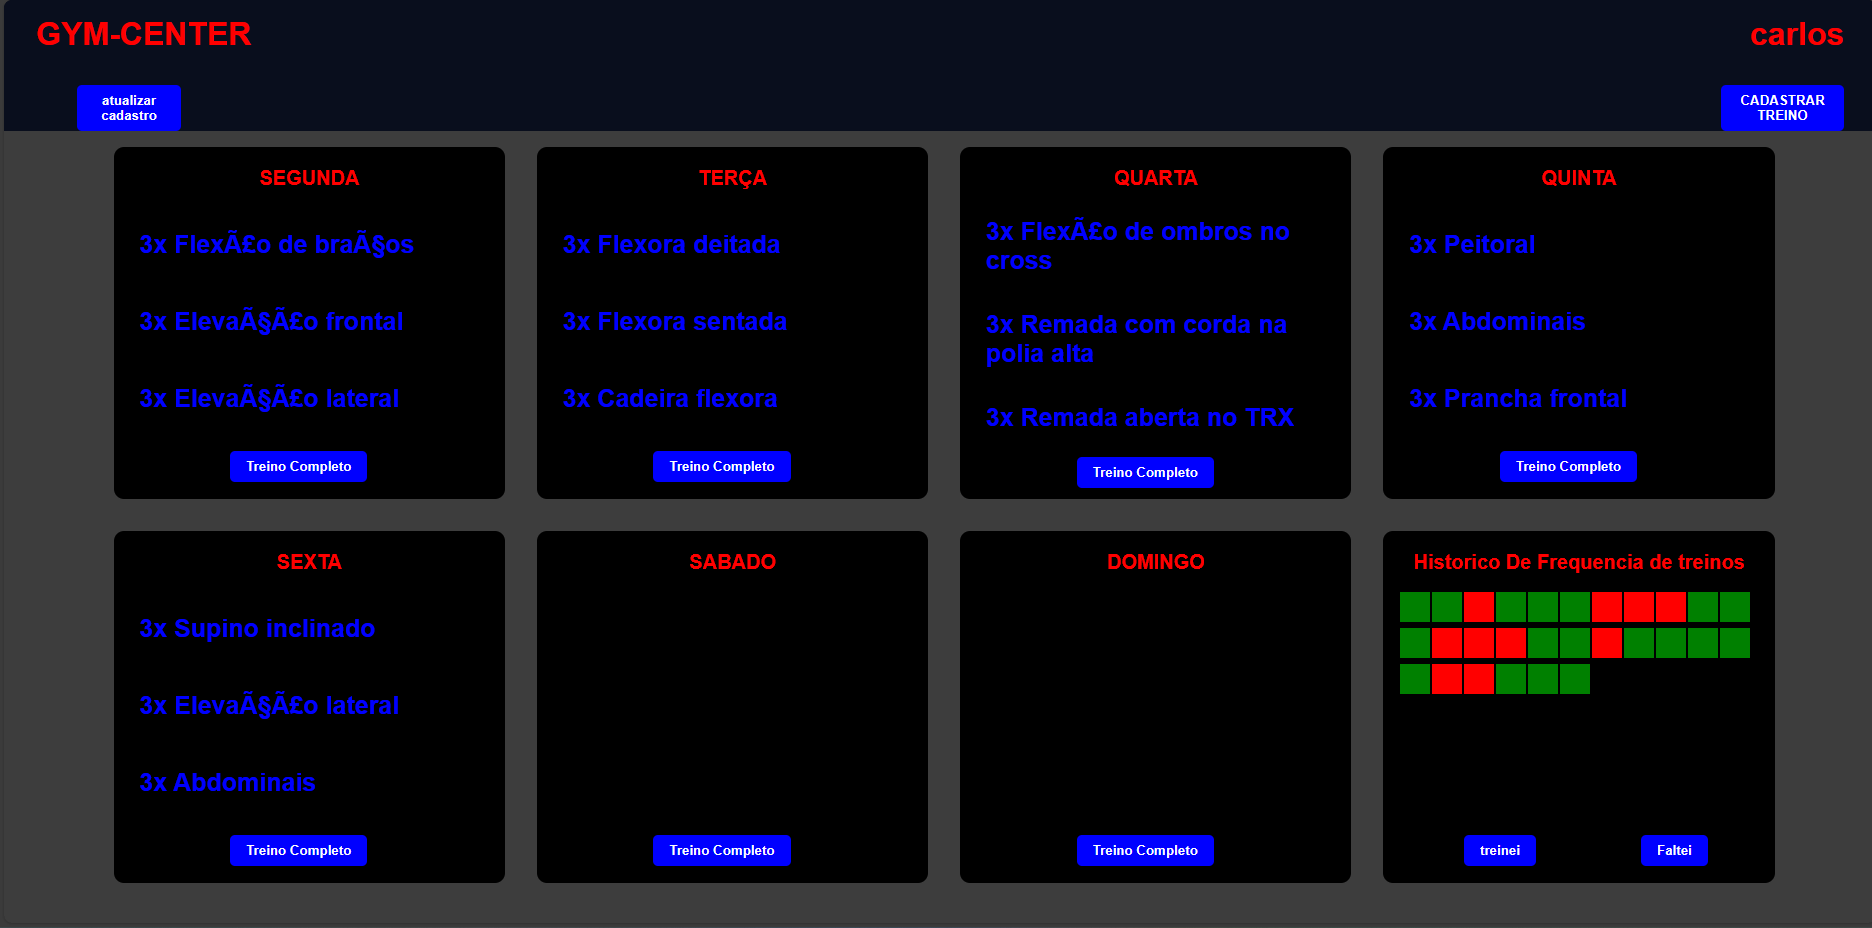 GYM-CENTER
carlos
atualizar
cadastro
CADASTRAR
TREINO
SEGUNDA
3x FlexÃ£o de braÃ§os
3x ElevaÃ§Ã£o frontal
3x ElevaÃ§Ã£o lateral
Treino Completo
TERÇA
3x Flexora deitada
3x Flexora sentada
3x Cadeira flexora
Treino Completo
QUARTA
3x FlexÃ£o de ombros no
cross
3x Remada com corda na
polia alta
3x Remada aberta no TRX
Treino Completo
QUINTA
3x Peitoral
3x Abdominais
3x Prancha frontal
Treino Completo
SEXTA
3x Supino inclinado
3x ElevaÃ§Ã£o lateral
3x Abdominais
Treino Completo
SABADO
Treino Completo
DOMINGO
Treino Completo
Historico De Frequencia de treinos
treinei
Faltei